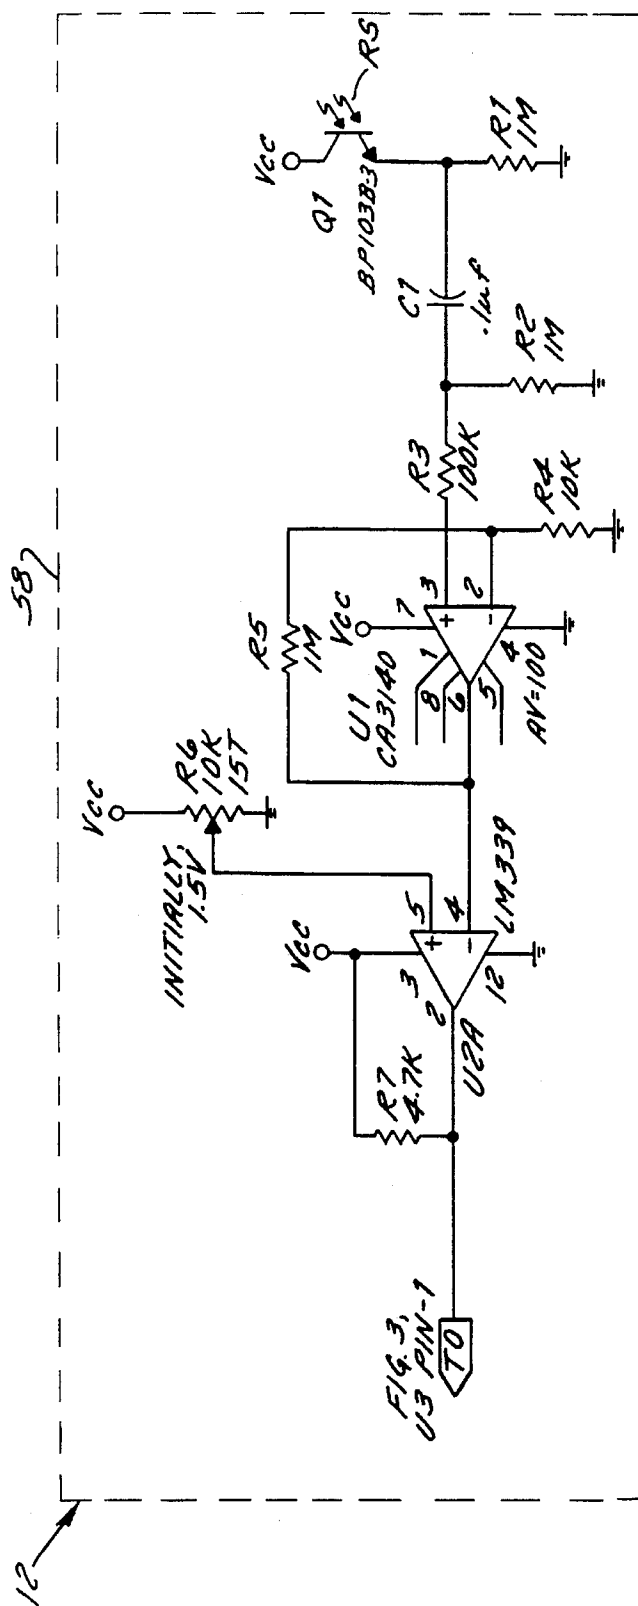 12
58
FIG. 3,
U3 PIN-1
TO
R7
4.7K
Vcc
3
2
5
4
12
+
-
U2A
LM339
INITIALLY,
1.5V
Vcc
R6
10K
15T
R5
1M
U1
CA3140
Vcc
7
1
8
6
5
4
3
2
+
-
AV=100
R3
100K
R4
10K
R2
1M
C1
.1uf
Q1
BP103B3
Vcc
RS
R1
1M